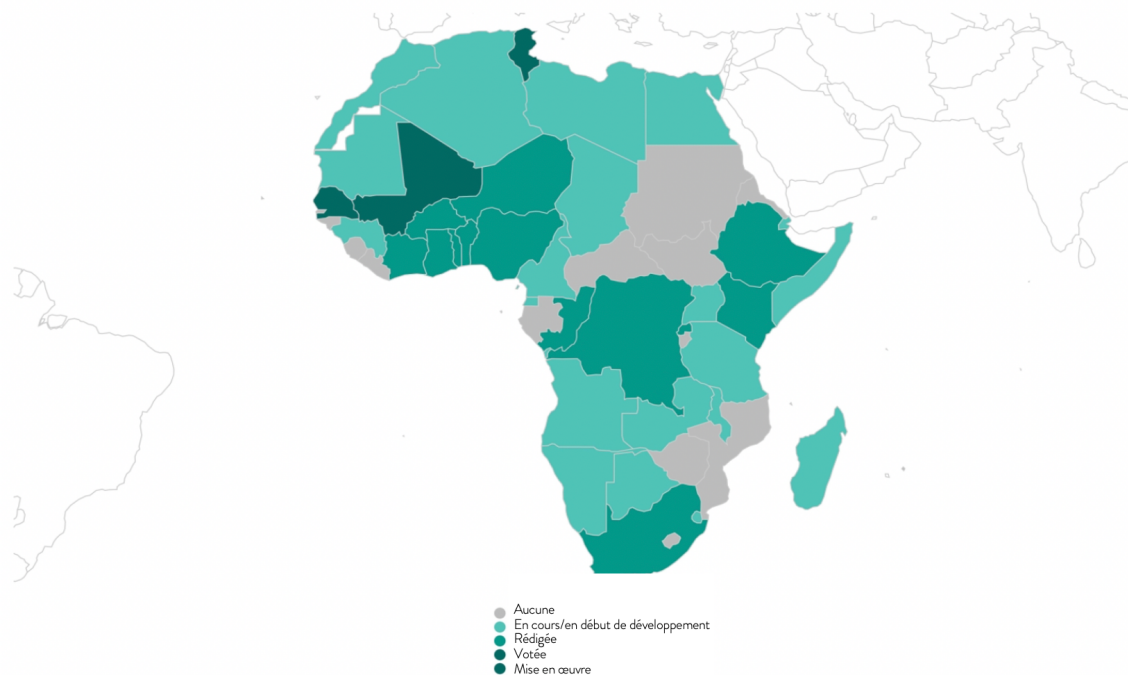 Aucune
En cours/en début de développement
Rédigée
Votée
Mise en œuvre